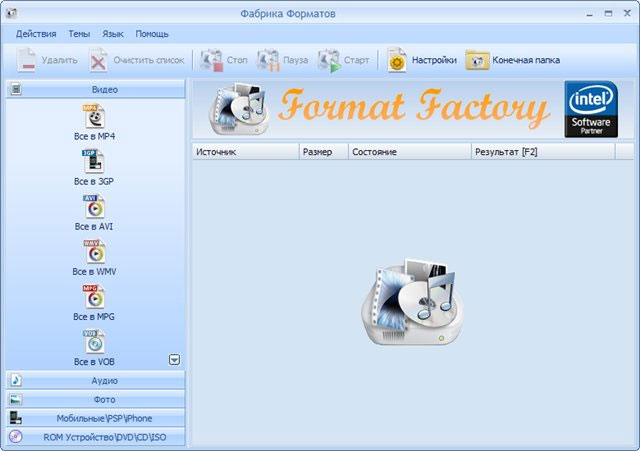 Фабрика Форматов
Действия Темы Язык Помощь
Удалить Очистить список Стоп Пауза Старт Настройки Конечная папка
Видео
MP4
Все в MP4
3GP
Все в 3GP
AVI
Все в AVI
WMV
Все в WMV
MPG
Все в MPG
VOB
Все в VOB
Аудио
Фото
Мобильные\PSP\iPhone
ROM Устройство\DVD\CD\ISO
Format Factory
intel
Software
Partner
Источник Размер Состояние Результат [F2]